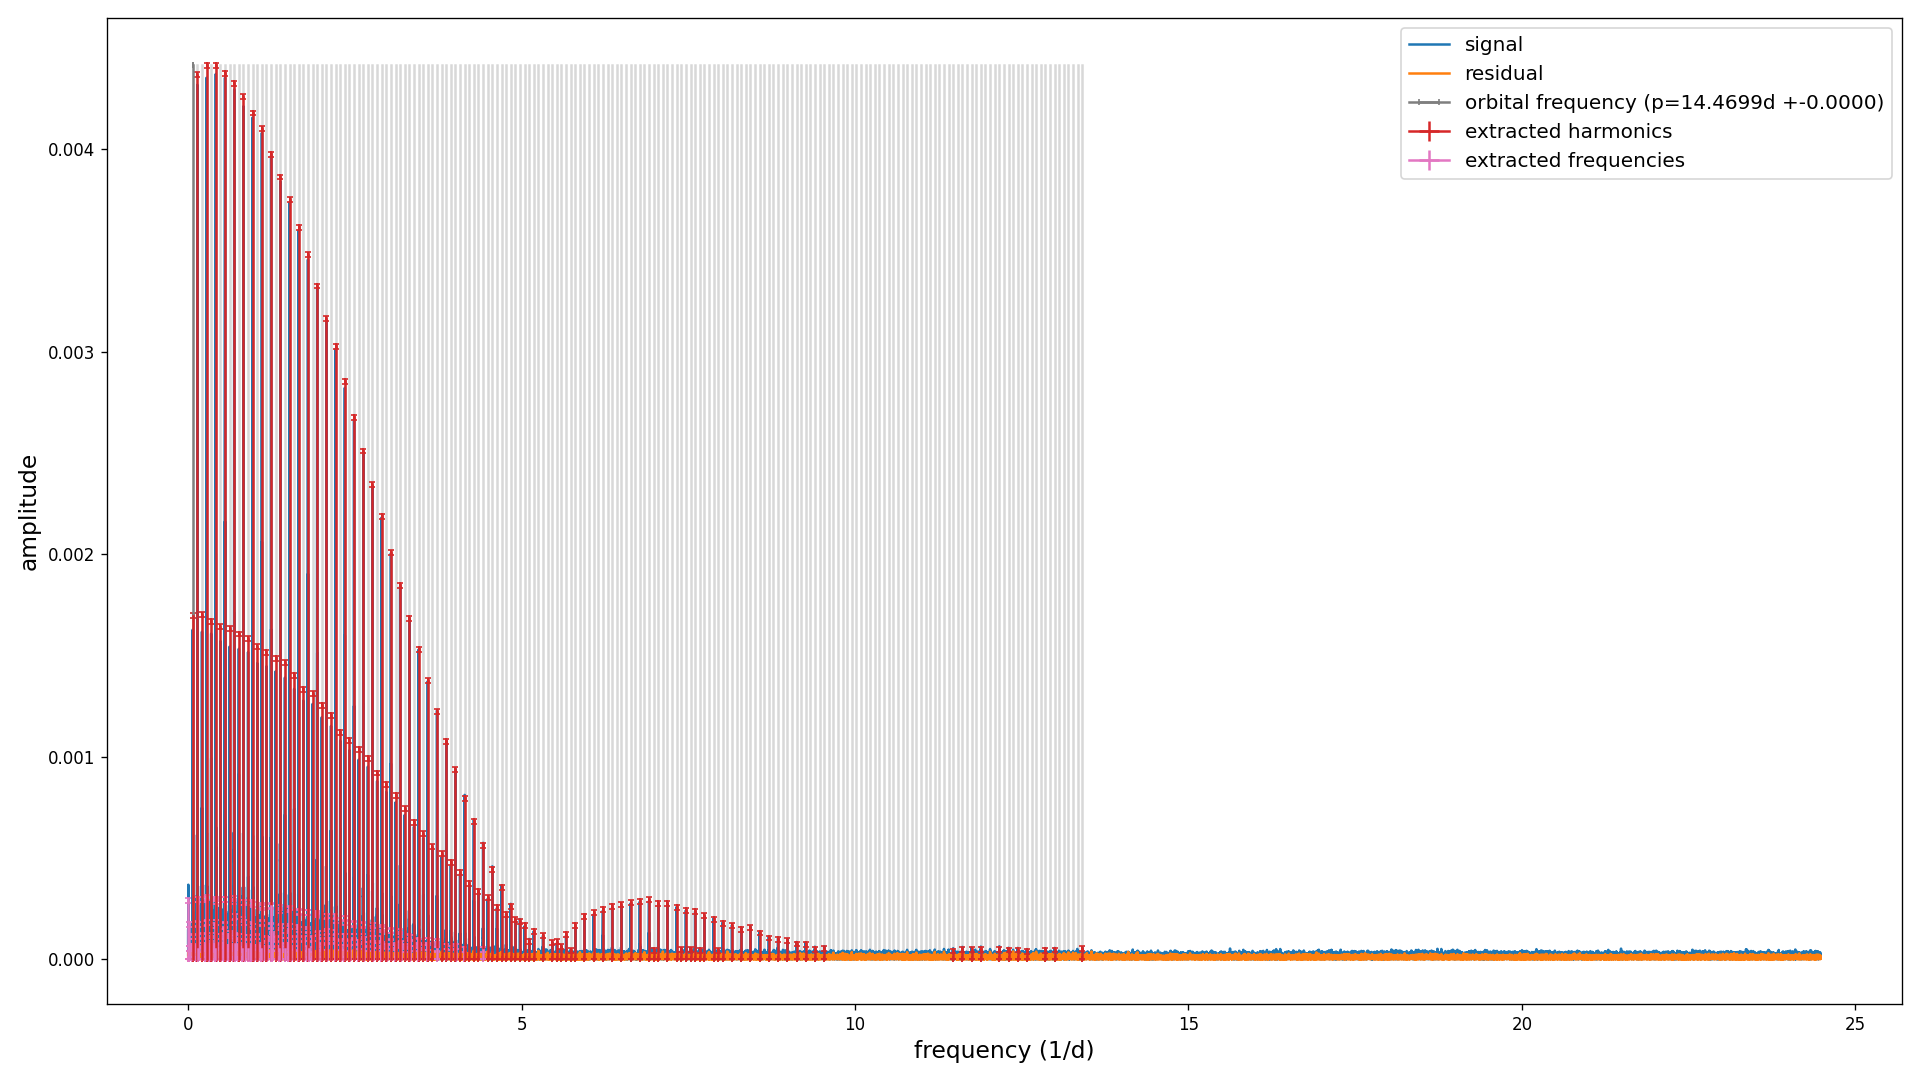 signal
residual
orbital frequency (p=14.4699d +-0.0000)
extracted harmonics
extracted frequencies
amplitude
0.004
0.003
0.002
0.001
0.000
0 5 10 15 20 25
frequency (1/d)